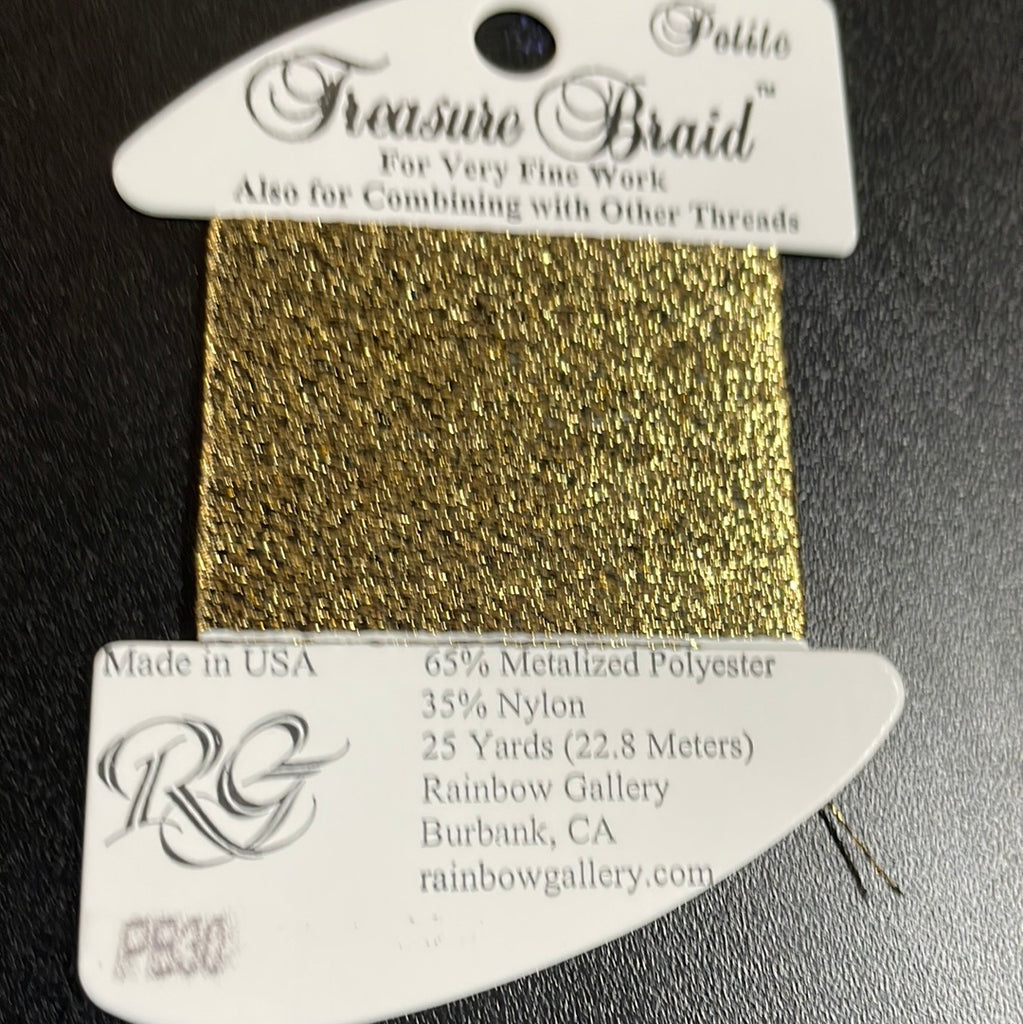 Petite
Treasure Braid™
For Very Fine Work
Also for Combining with Other Threads
Made in USA
65% Metalized Polyester
35% Nylon
25 Yards (22.8 Meters)
Rainbow Gallery
Burbank, CA
rainbowgallery.com
RG
PB30